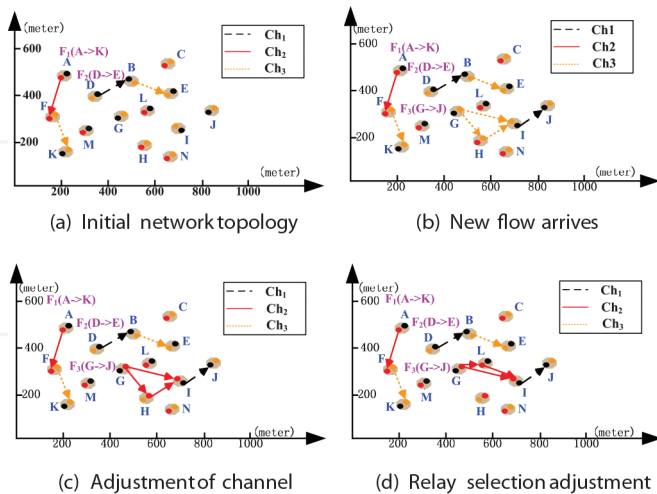 (meter)
600
400
200
F₁(A->K)
A
F₂(D->E)
B
C
D
E
F
L
G
J
M
I
K
H
N
Ch₁
Ch₂
Ch₃
200 400 600 800 1000
(meter)
(a) Initial network topology
(meter)
600
400
200
F₁(A->K)
A
F₂(D->E)
B
C
D
E
F
L
F₃(G->J)
G
J
M
I
K
H
N
Ch1
Ch2
Ch3
200 400 600 800 1000
(meter)
(b) New flow arrives
(meter)
600
400
200
F₁(A->K)
A
F₂(D->E)
B
C
D
E
F
L
F₃(G->J)
G
J
M
I
K
H
N
Ch₁
Ch₂
Ch₃
200 400 600 800 1000
(meter)
(c) Adjustment of channel
(meter)
600
400
200
F₁(A->K)
A
F₂(D->E)
B
C
D
E
F
L
F₃(G->J)
G
J
M
I
K
H
N
Ch₁
Ch₂
Ch₃
200 400 600 800 1000
(meter)
(d) Relay selection adjustment